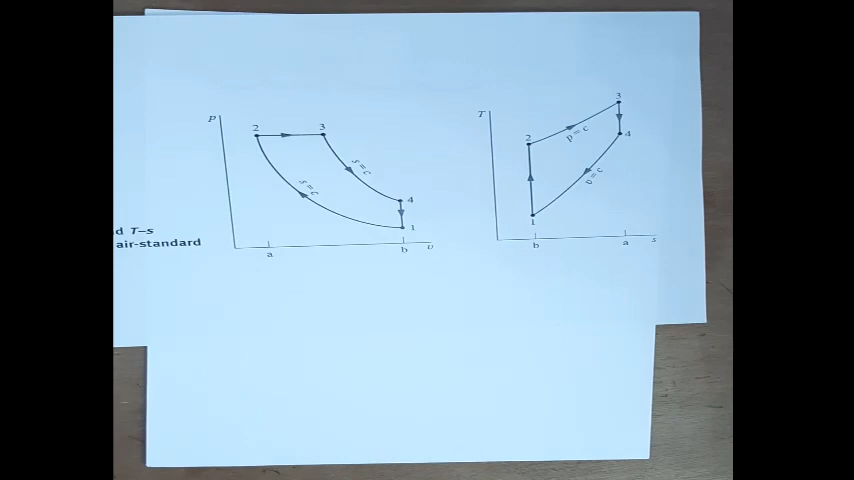 d T–s
air-standard
p
2
3
s = c
s = c
4
1
a
b
v
T
3
2
p = c
4
v = c
1
b
a
s